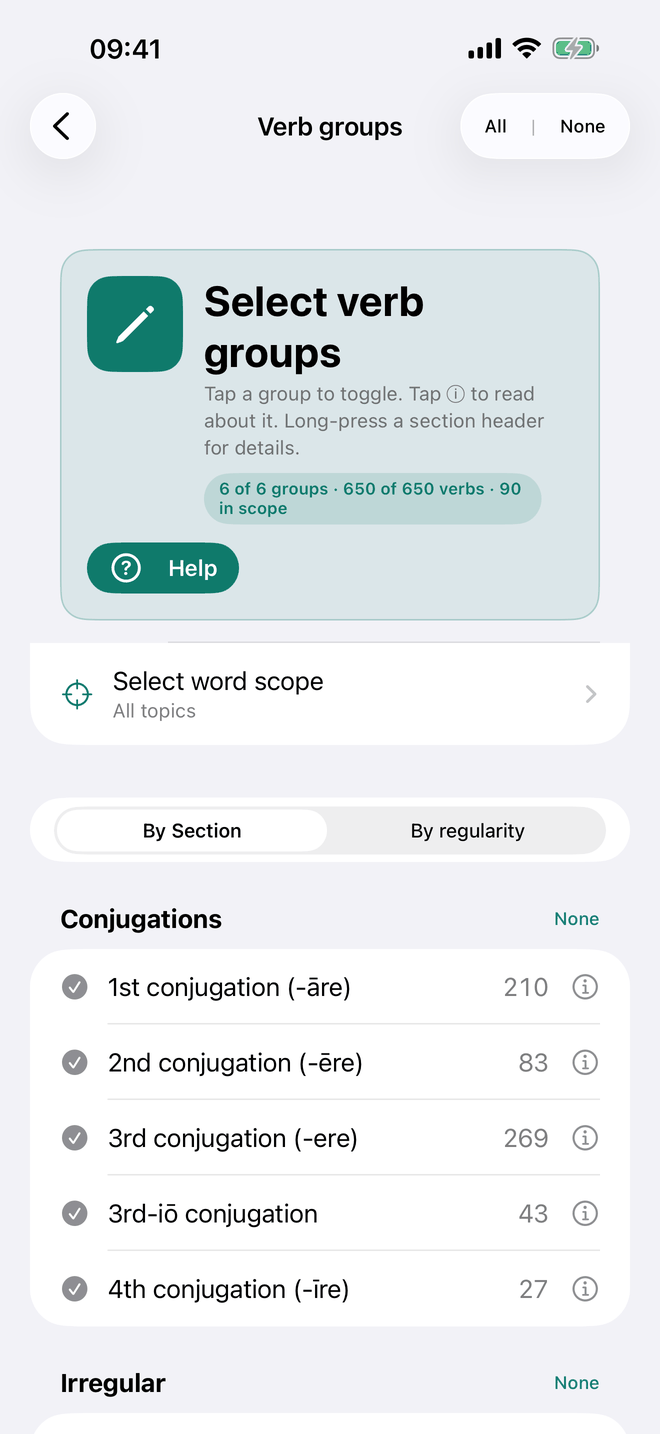 09:41
Verb groups
All | None
Select verb
groups
Tap a group to toggle. Tap ⓘ to read
about it. Long-press a section header
for details.
6 of 6 groups · 650 of 650 verbs · 90
in scope
? Help
Select word scope
All topics
By Section
By regularity
Conjugations
None
1st conjugation (-āre) 210
2nd conjugation (-ēre) 83
3rd conjugation (-ere) 269
3rd-iō conjugation 43
4th conjugation (-īre) 27
Irregular
None